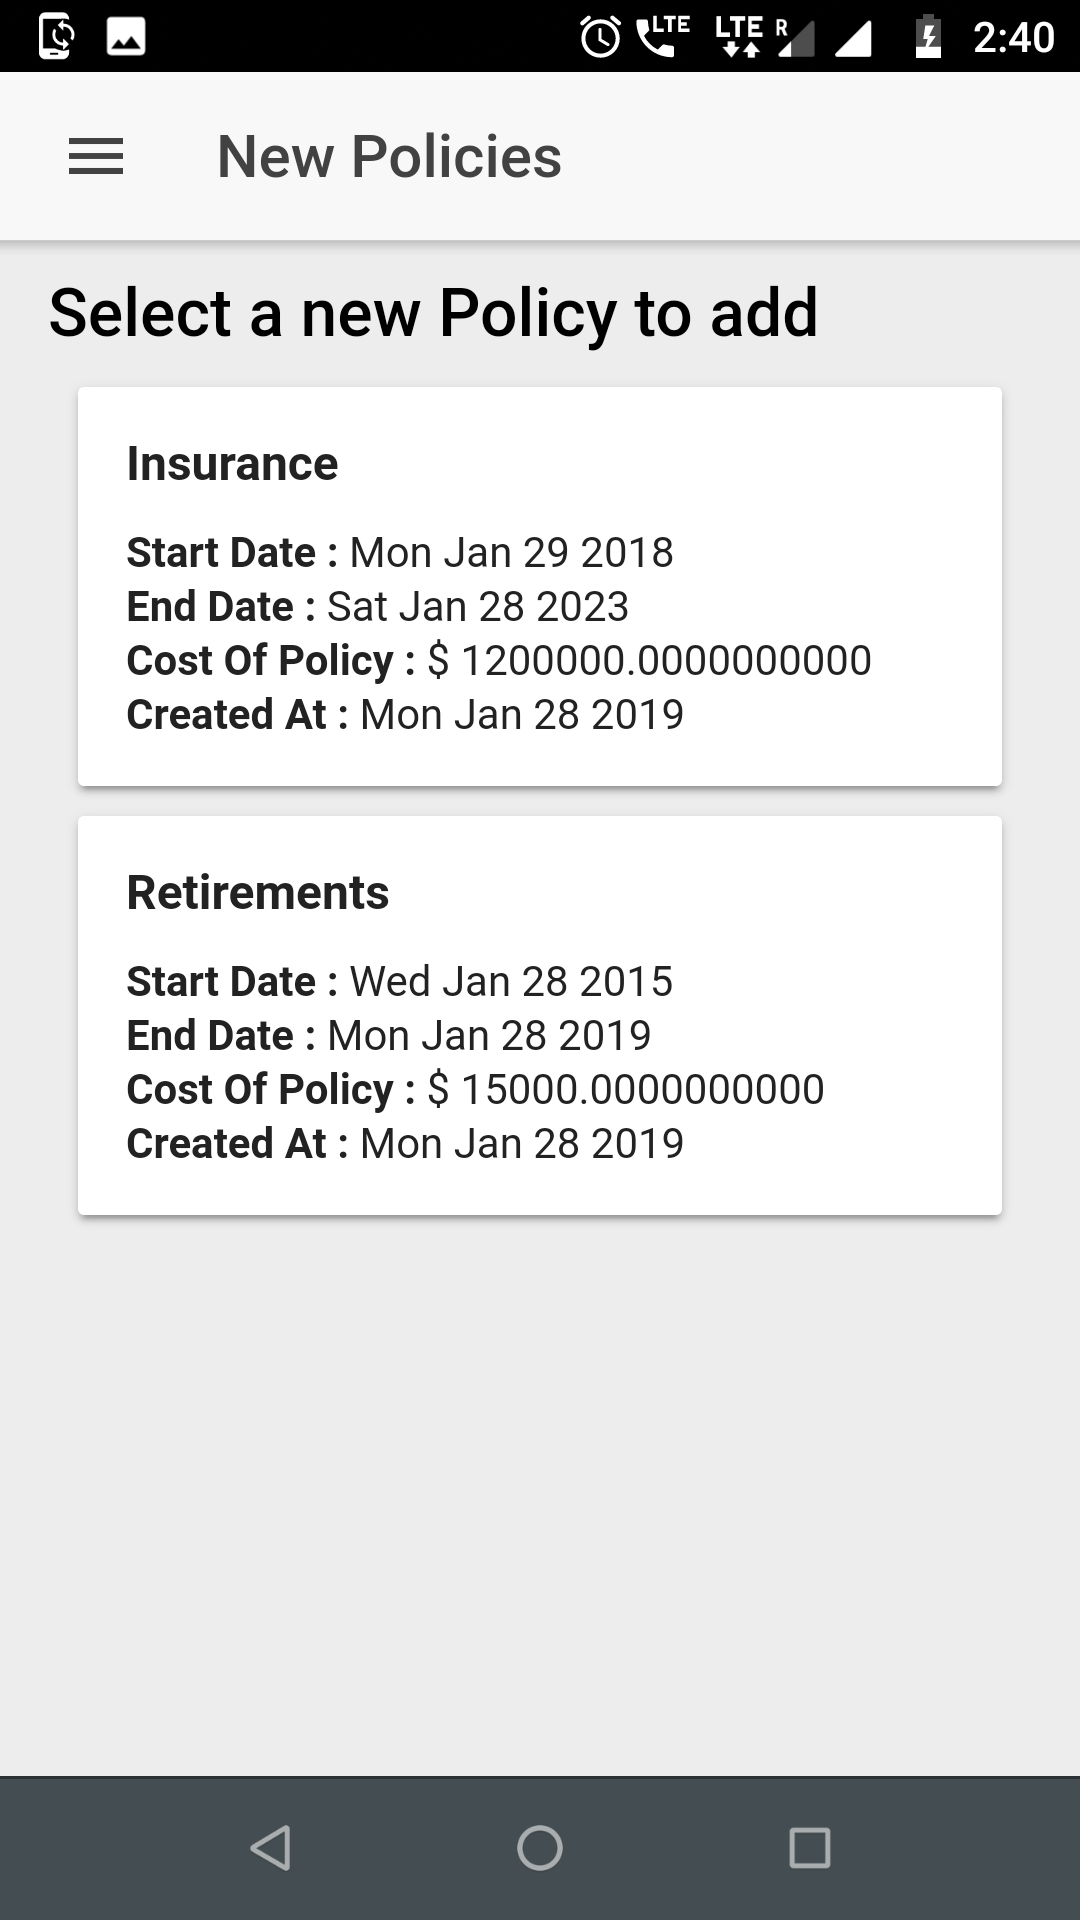 LTE LTE R 2:40
New Policies
Select a new Policy to add
Insurance
Start Date : Mon Jan 29 2018
End Date : Sat Jan 28 2023
Cost Of Policy : $ 1200000.0000000000
Created At : Mon Jan 28 2019
Retirements
Start Date : Wed Jan 28 2015
End Date : Mon Jan 28 2019
Cost Of Policy : $ 15000.0000000000
Created At : Mon Jan 28 2019